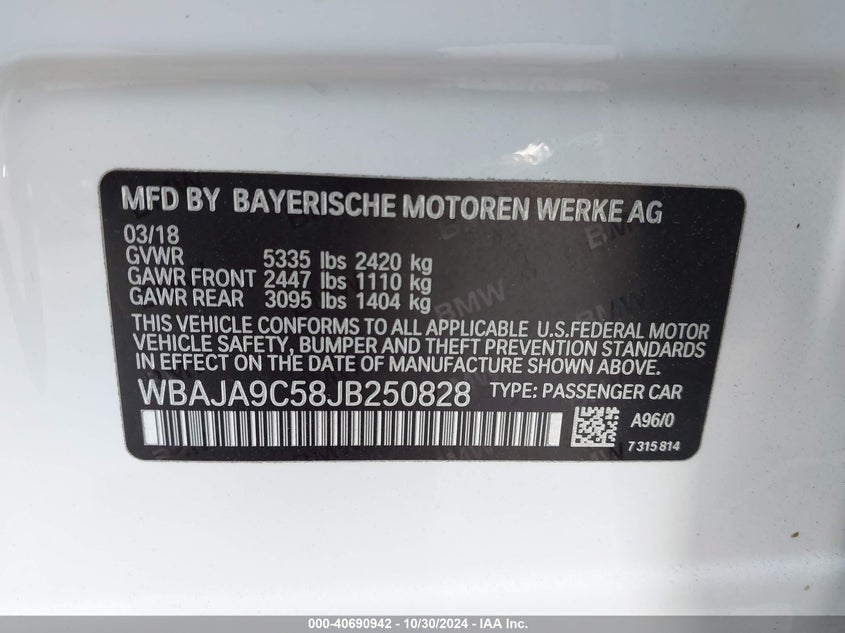 MFD BY BAYERISCHE MOTOREN WERKE AG
03/18
GVWR 5335 lbs 2420 kg
GAWR FRONT 2447 lbs 1110 kg
GAWR REAR 3095 lbs 1404 kg
THIS VEHICLE CONFORMS TO ALL APPLICABLE U.S.FEDERAL MOTOR
VEHICLE SAFETY, BUMPER AND THEFT PREVENTION STANDARDS
IN EFFECT ON THE DATE OF MANUFACTURE SHOWN ABOVE.
WBAJA9C58JB250828 TYPE: PASSENGER CAR
A96/0
7 315 814
000-40690942 / 10/30/2024 - IAA Inc.